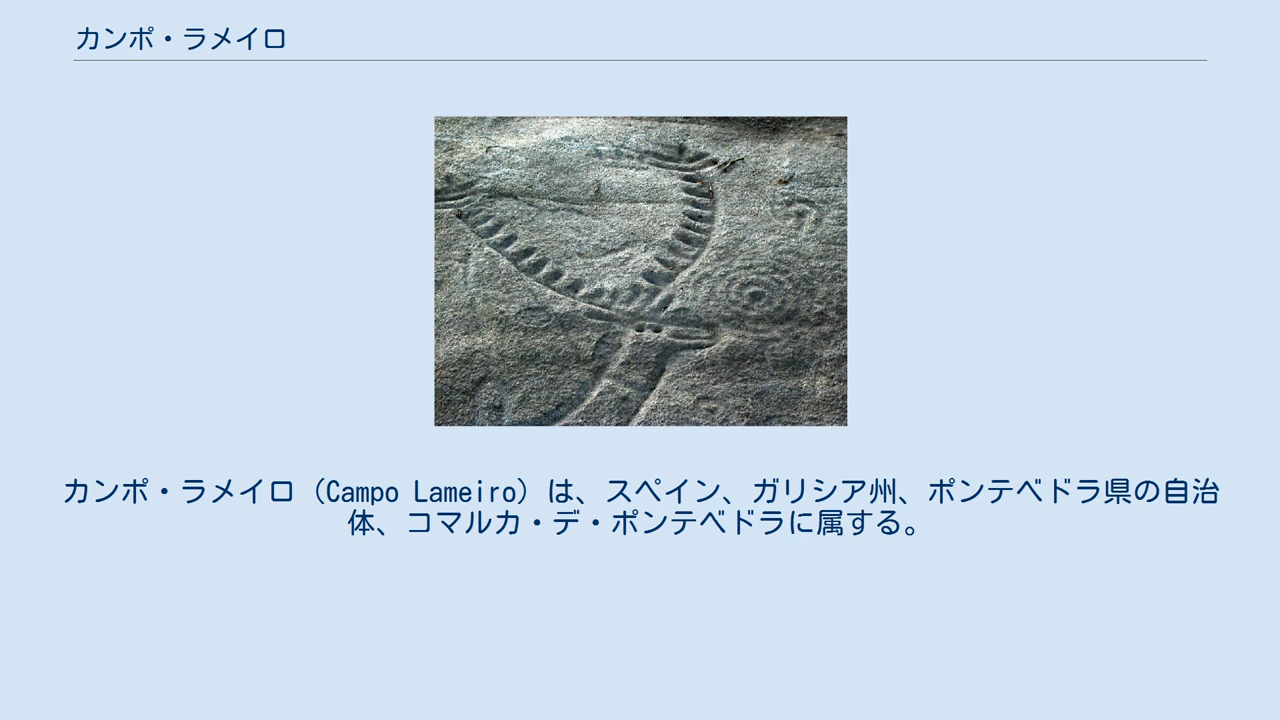 カンポ・ラメイロ
カンポ・ラメイロ（Campo Lameiro）は、スペイン、ガリシア州、ポンテベドラ県の自治
体、コマルカ・デ・ポンテベドラに属する。